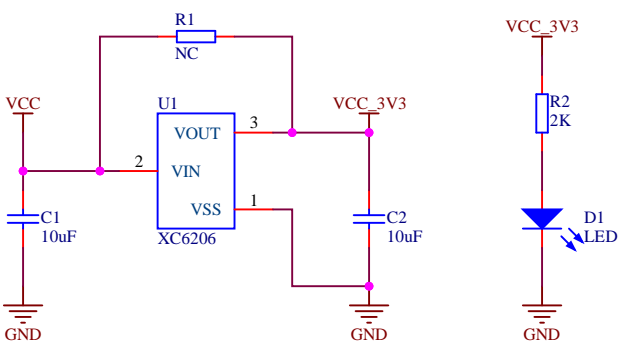 R1
NC
VCC_3V3
VCC
U1
VCC_3V3
R2
2K
3
VOUT
2
VIN
1
VSS
C1
10uF
XC6206
C2
10uF
D1
LED
GND
GND
GND